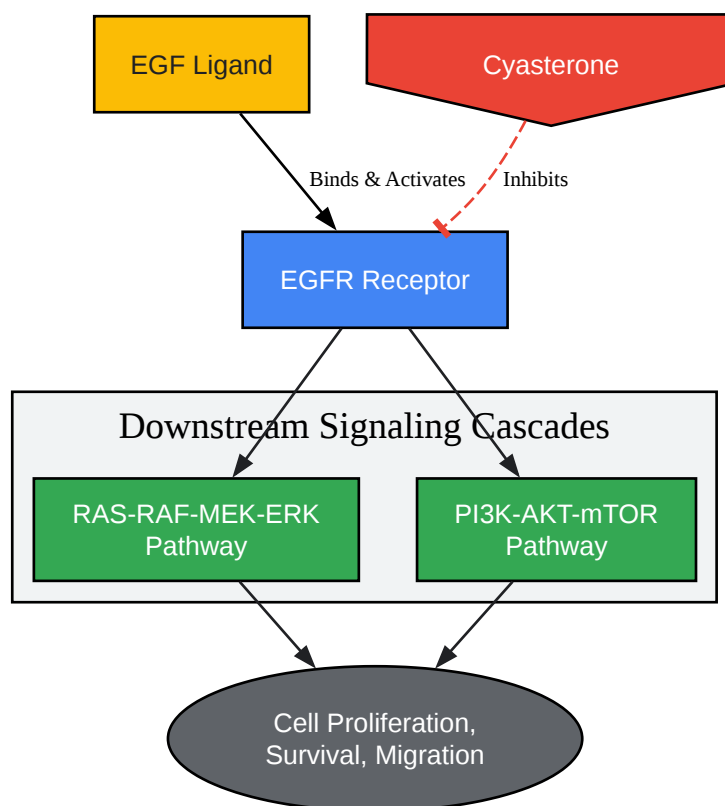 EGF Ligand
Cyasterone
Binds & Activates
Inhibits
EGFR Receptor
Downstream Signaling Cascades
RAS-RAF-MEK-ERK
Pathway
PI3K-AKT-mTOR
Pathway
Cell Proliferation,
Survival, Migration